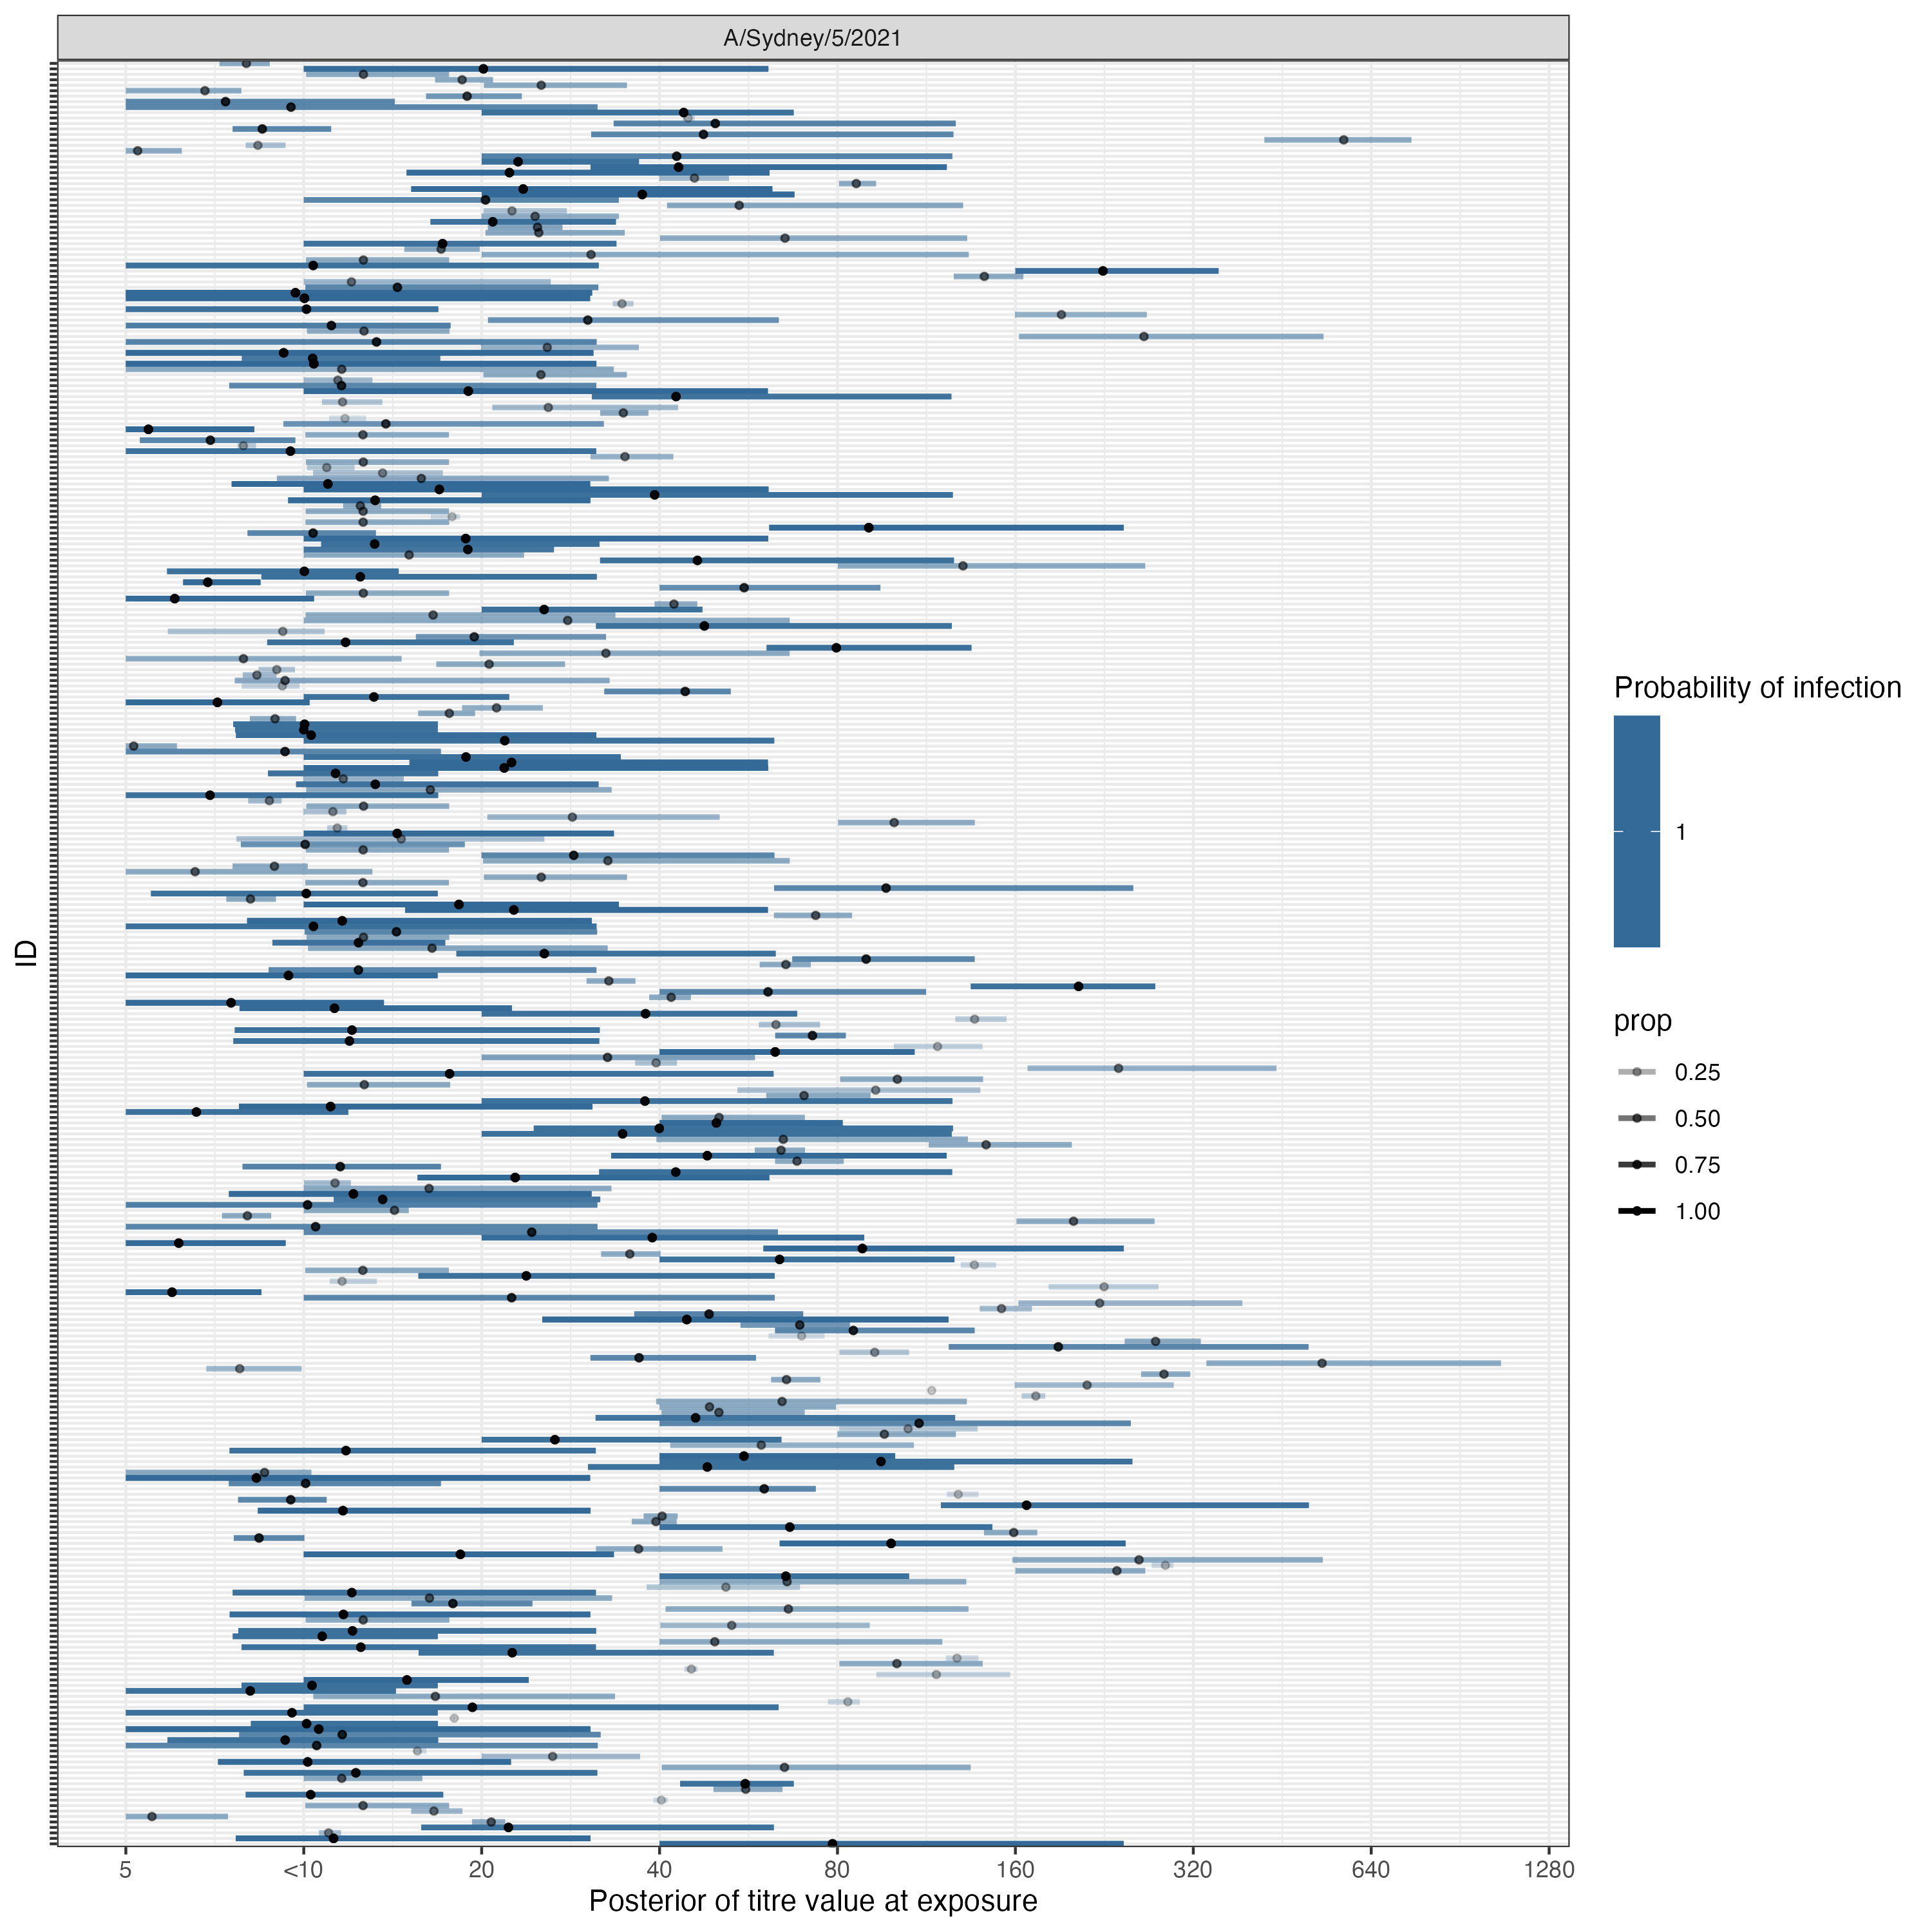 A/Sydney/5/2021
ID
5
<10
20
40
80
160
320
640
1280
Posterior of titre value at exposure
Probability of infection
1
prop
0.25
0.50
0.75
1.00